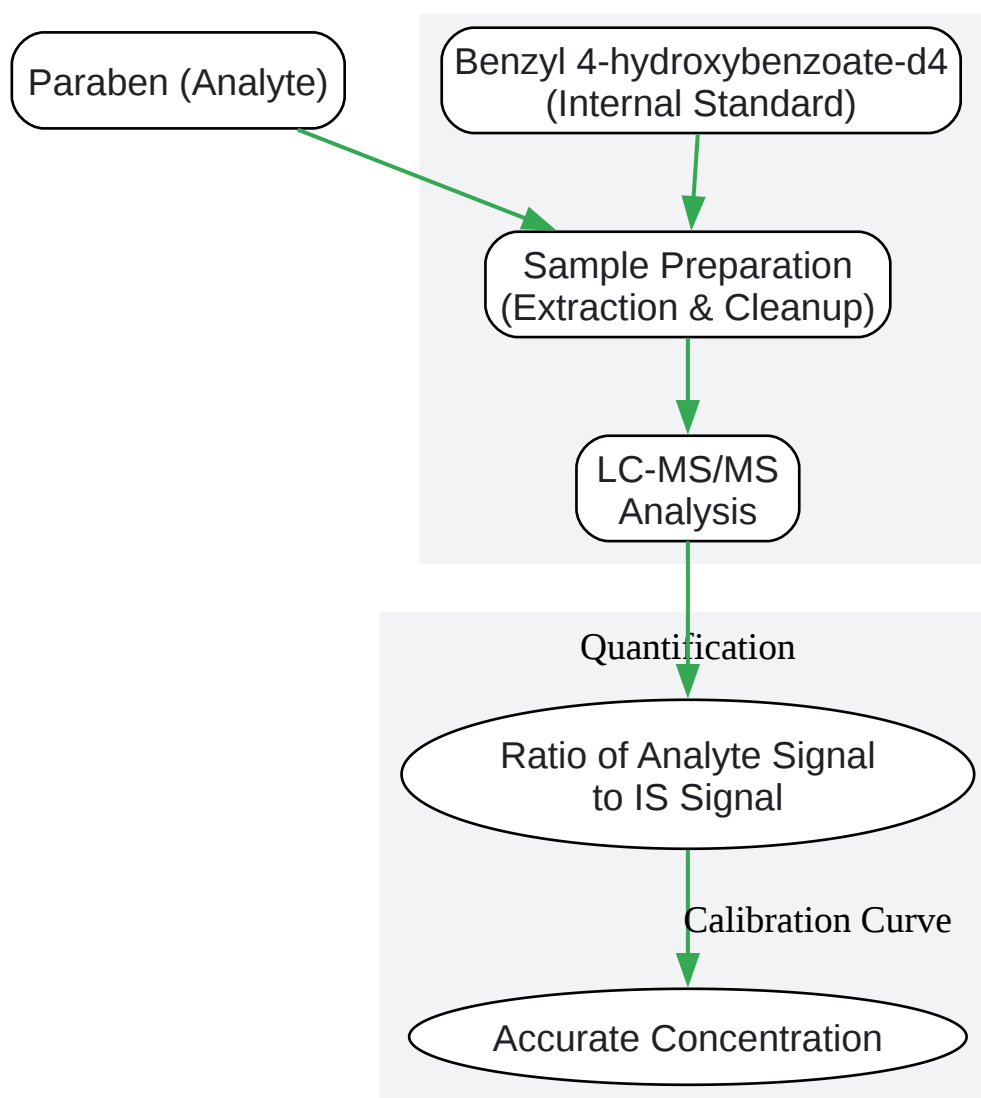 Paraben (Analyte)
Benzyl 4-hydroxybenzoate-d4
(Internal Standard)
Sample Preparation
(Extraction & Cleanup)
LC-MS/MS
Analysis
Quantification
Ratio of Analyte Signal
to IS Signal
Calibration Curve
Accurate Concentration